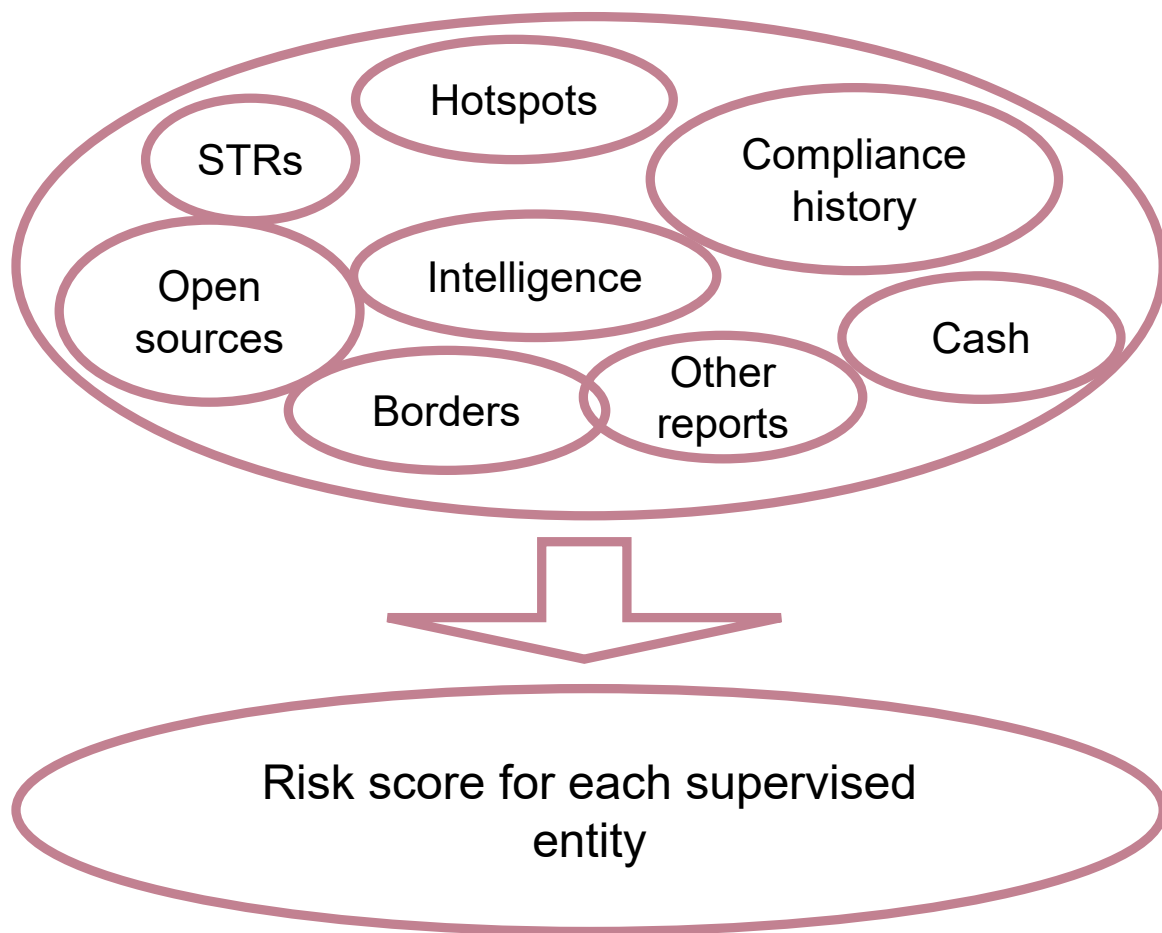 Hotspots
STRs
Compliance
history
Open
sources
Intelligence
Cash
Borders
Other
reports
Risk score for each supervised
entity